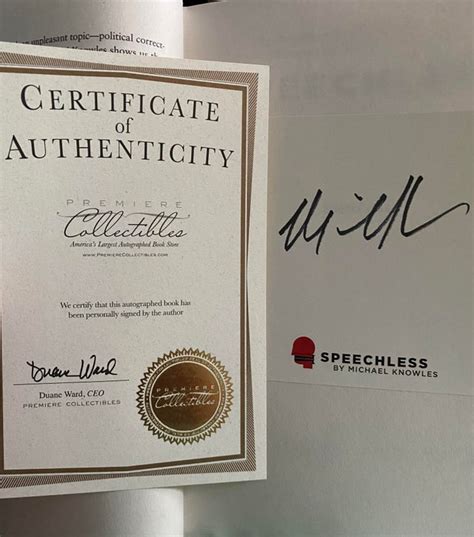 unpleasant topic—political correct-
Knowles shows us th
CERTIFICATE
of
AUTHENTICITY
PREMIERE
Collectibles
America's Largest Autographed Book Store
WWW.PREMIERECOLLECTIBLES.COM
We certify that this autographed book has
been personally signed by the author
Duane Ward
Duane Ward, CEO
PREMIERE COLLECTIBLES
PREMIERE
Collectibles
SPEECHLESS
BY MICHAEL KNOWLES